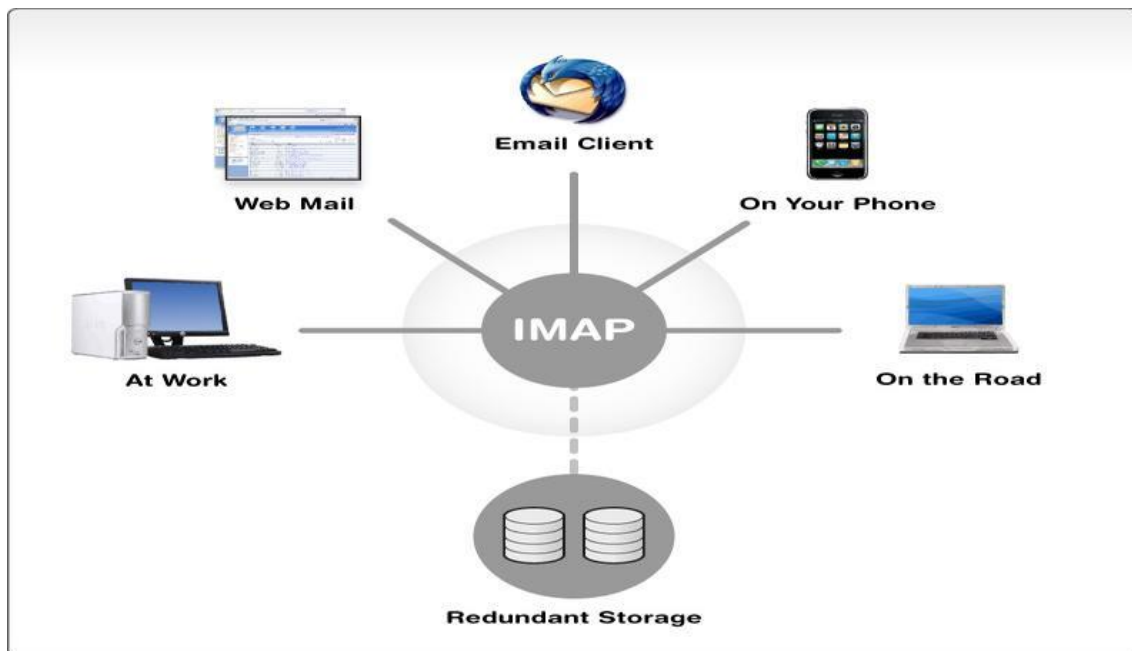 Email Client
Web Mail
On Your Phone
IMAP
At Work
On the Road
Redundant Storage